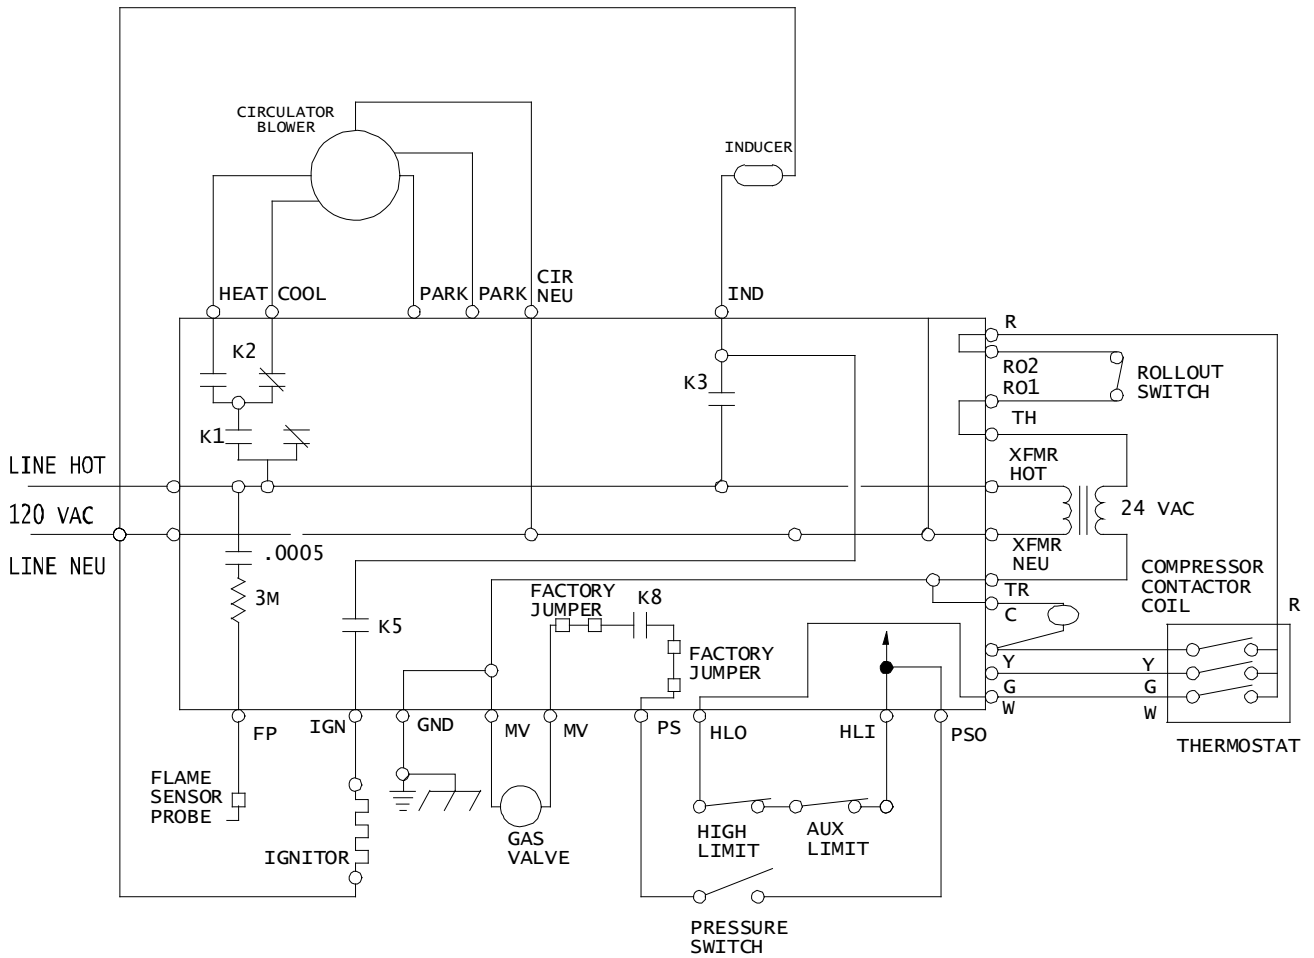 CIRCULATOR
BLOWER
INDUCER
HEAT
COOL
PARK
PARK
CIR
NEU
IND
R
K2
K3
RO2
RO1
ROLLOUT
SWITCH
TH
K1
LINE HOT
XFMR
HOT
120 VAC
24 VAC
LINE NEU
XFMR
NEU
.0005
3M
FACTORY
JUMPER
K8
TR
C
COMPRESSOR
CONTACTOR
COIL
R
K5
FACTORY
JUMPER
Y
G
W
Y
G
W
THERMOSTAT
FP
IGN
GND
MV
MV
PS
HLO
HLI
PSO
FLAME
SENSOR
PROBE
IGNITOR
GAS
VALVE
HIGH
LIMIT
AUX
LIMIT
PRESSURE
SWITCH